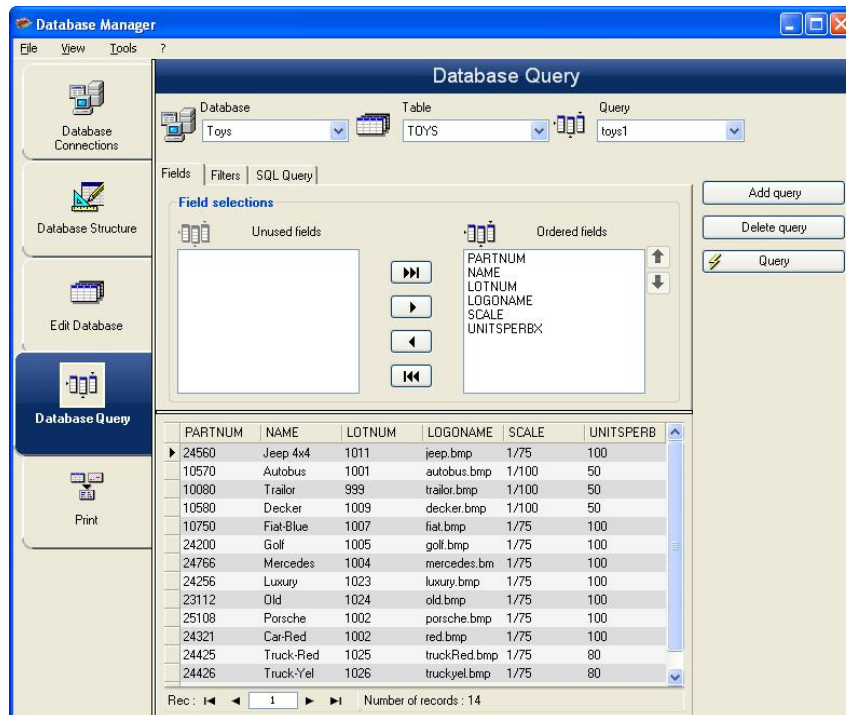 Database Manager
File View Tools ?
Database Query
Database Table Query
Toys TOYS toys1
Database Connections
Database Structure
Edit Database
Database Query
Print
Fields Filters SQL Query
Field selections
Unused fields Ordered fields
PARTNUM
NAME
LOTNUM
LOGONAME
SCALE
UNITSPERBX
Add query
Delete query
Query
PARTNUM NAME LOTNUM LOGONAME SCALE UNITSPERB
24560 Jeep 4x4 1011 jeep.bmp 1/75 100
10570 Autobus 1001 autobus.bmp 1/100 50
10080 Trailor 999 trailor.bmp 1/100 50
10580 Decker 1009 decker.bmp 1/100 50
10750 Fiat-Blue 1007 fiat.bmp 1/75 100
24200 Golf 1005 golf.bmp 1/75 100
24766 Mercedes 1004 mercedes.bm 1/75 100
24256 Luxury 1023 luxury.bmp 1/75 100
23112 Old 1024 old.bmp 1/75 100
25108 Porsche 1002 porsche.bmp 1/75 100
24321 Car-Red 1002 red.bmp 1/75 100
24425 Truck-Red 1025 truckRed.bmp 1/75 80
24426 Truck-Yel 1026 truckyel.bmp 1/75 80
Rec : 1 Number of records : 14